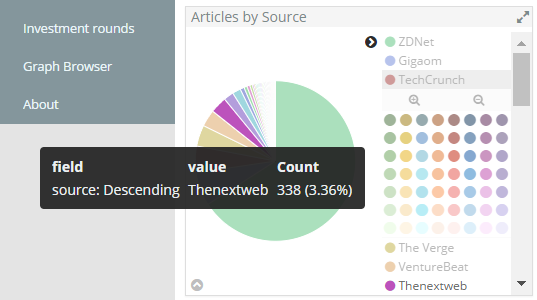 Investment rounds
Graph Browser
About
Articles by Source
ZDNet
Gigaom
TechCrunch
field value Count
source: Descending Thenextweb 338 (3.36%)
The Verge
VentureBeat
Thenextweb